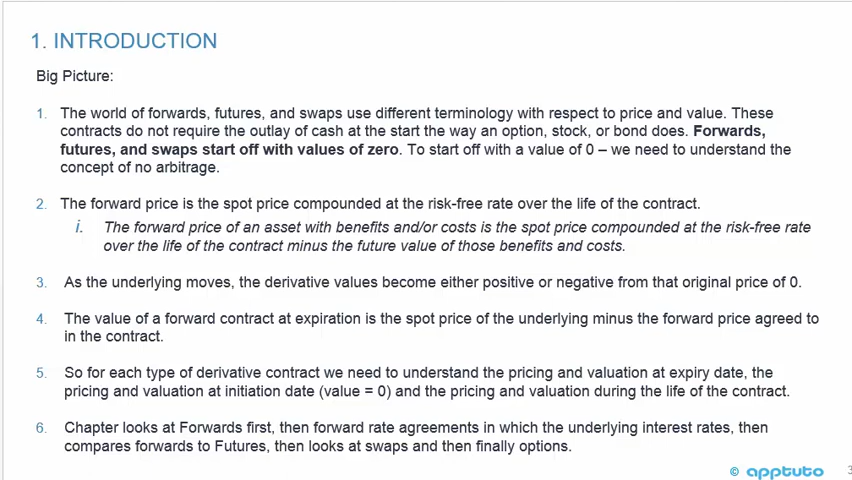 1. INTRODUCTION
Big Picture:
1. The world of forwards, futures, and swaps use different terminology with respect to price and value. These
contracts do not require the outlay of cash at the start the way an option, stock, or bond does. Forwards,
futures, and swaps start off with values of zero. To start off with a value of 0 – we need to understand the
concept of no arbitrage.
2. The forward price is the spot price compounded at the risk-free rate over the life of the contract.
i. The forward price of an asset with benefits and/or costs is the spot price compounded at the risk-free rate
over the life of the contract minus the future value of those benefits and costs.
3. As the underlying moves, the derivative values become either positive or negative from that original price of 0.
4. The value of a forward contract at expiration is the spot price of the underlying minus the forward price agreed to
in the contract.
5. So for each type of derivative contract we need to understand the pricing and valuation at expiry date, the
pricing and valuation at initiation date (value = 0) and the pricing and valuation during the life of the contract.
6. Chapter looks at Forwards first, then forward rate agreements in which the underlying interest rates, then
compares forwards to Futures, then looks at swaps and then finally options.
© apptuto
3